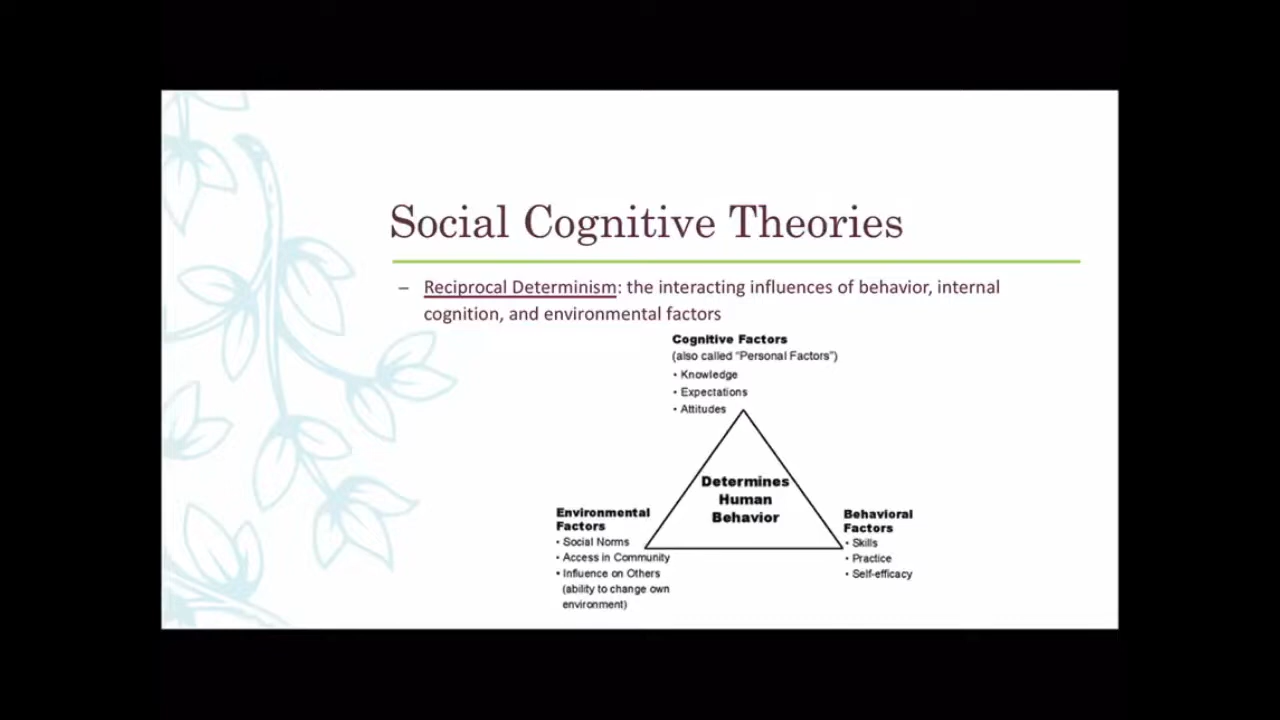 Social Cognitive Theories
– Reciprocal Determinism: the interacting influences of behavior, internal
cognition, and environmental factors
Cognitive Factors
(also called “Personal Factors”)
• Knowledge
• Expectations
• Attitudes
Determines
Human
Behavior
Environmental
Factors
• Social Norms
• Access in Community
• Influence on Others
(ability to change own
environment)
Behavioral
Factors
• Skills
• Practice
• Self-efficacy